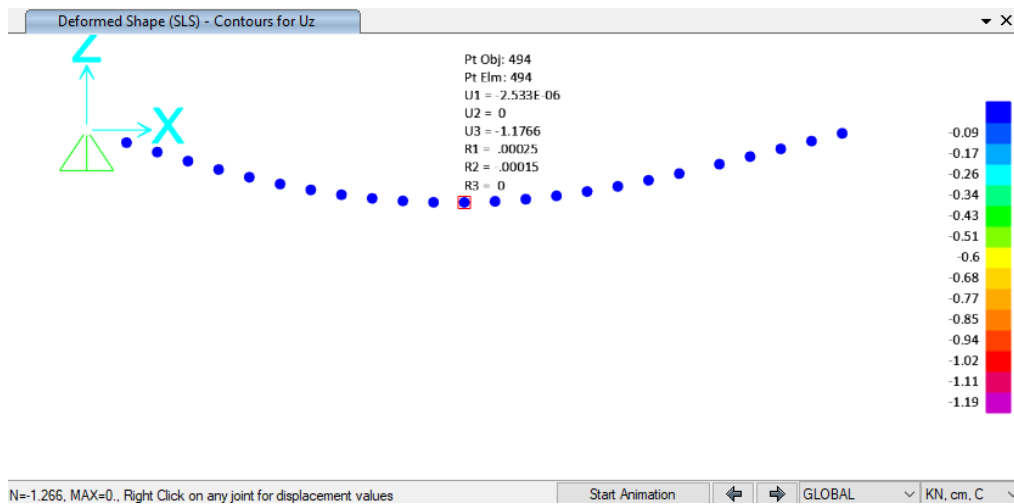 Deformed Shape (SLS) - Contours for Uz
Z
X
Pt Obj: 494
Pt Elm: 494
U1 = -2.533E-06
U2 = 0
U3 = -1.1766
R1 = .00025
R2 = -.00015
R3 = 0
-0.09
-0.17
-0.26
-0.34
-0.43
-0.51
-0.6
-0.68
-0.77
-0.85
-0.94
-1.02
-1.11
-1.19
N=-1.266, MAX=0., Right Click on any joint for displacement values
Start Animation
GLOBAL
KN, cm, C